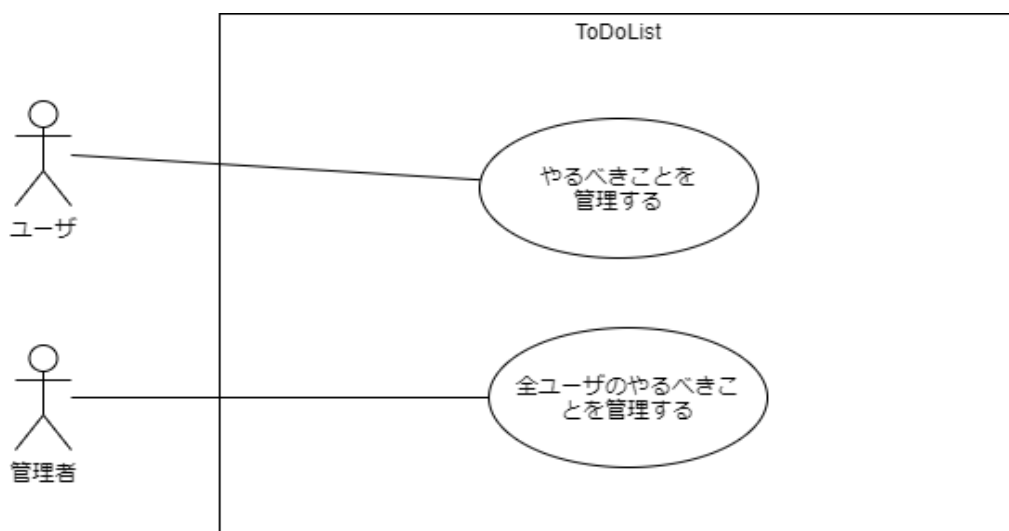 ToDoList
やるべきことを
管理する
ユーザ
全ユーザのやるべきこ
とを管理する
管理者